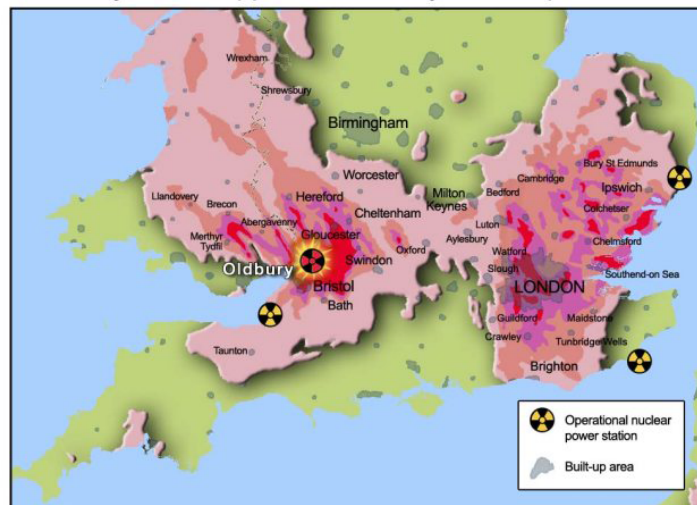 Wrexham
Shrewsbury
Birmingham
Worcester
Hereford
Llandovery
Brecon
Abergavenny
Merthyr
Tydfil
Cheltenham
Gloucester
Oldbury
Swindon
Oxford
Bristol
Bath
Taunton
Milton
Keynes
Bedford
Cambridge
Bury St Edmunds
Ipswich
Colchetser
Luton
Aylesbury
Watford
Chelmsford
Slough
LONDON
Southend-on Sea
Guildford
Maidstone
Crawley
Tunbridge Wells
Brighton
Operational nuclear
power station
Built-up area